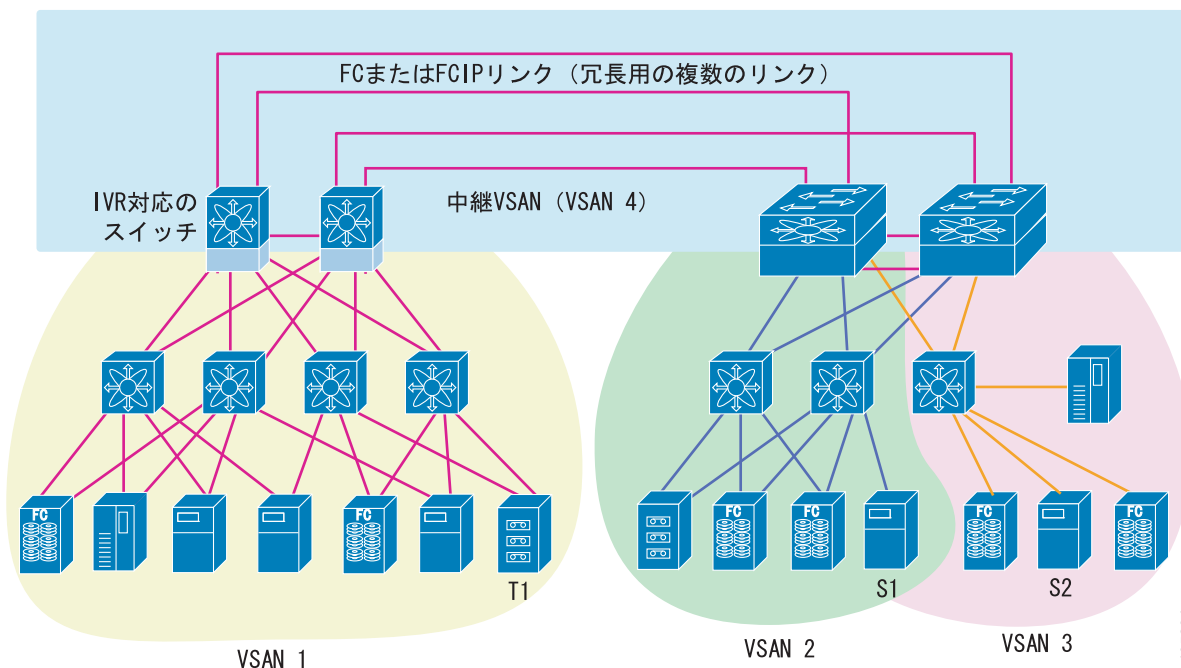 FCまたはFCIPリンク（冗長用の複数のリンク）
IVR対応の
スイッチ
中継VSAN（VSAN 4）
FC
FC
T1
FC
FC
S1
FC
S2
FC
VSAN 1
VSAN 2
VSAN 3